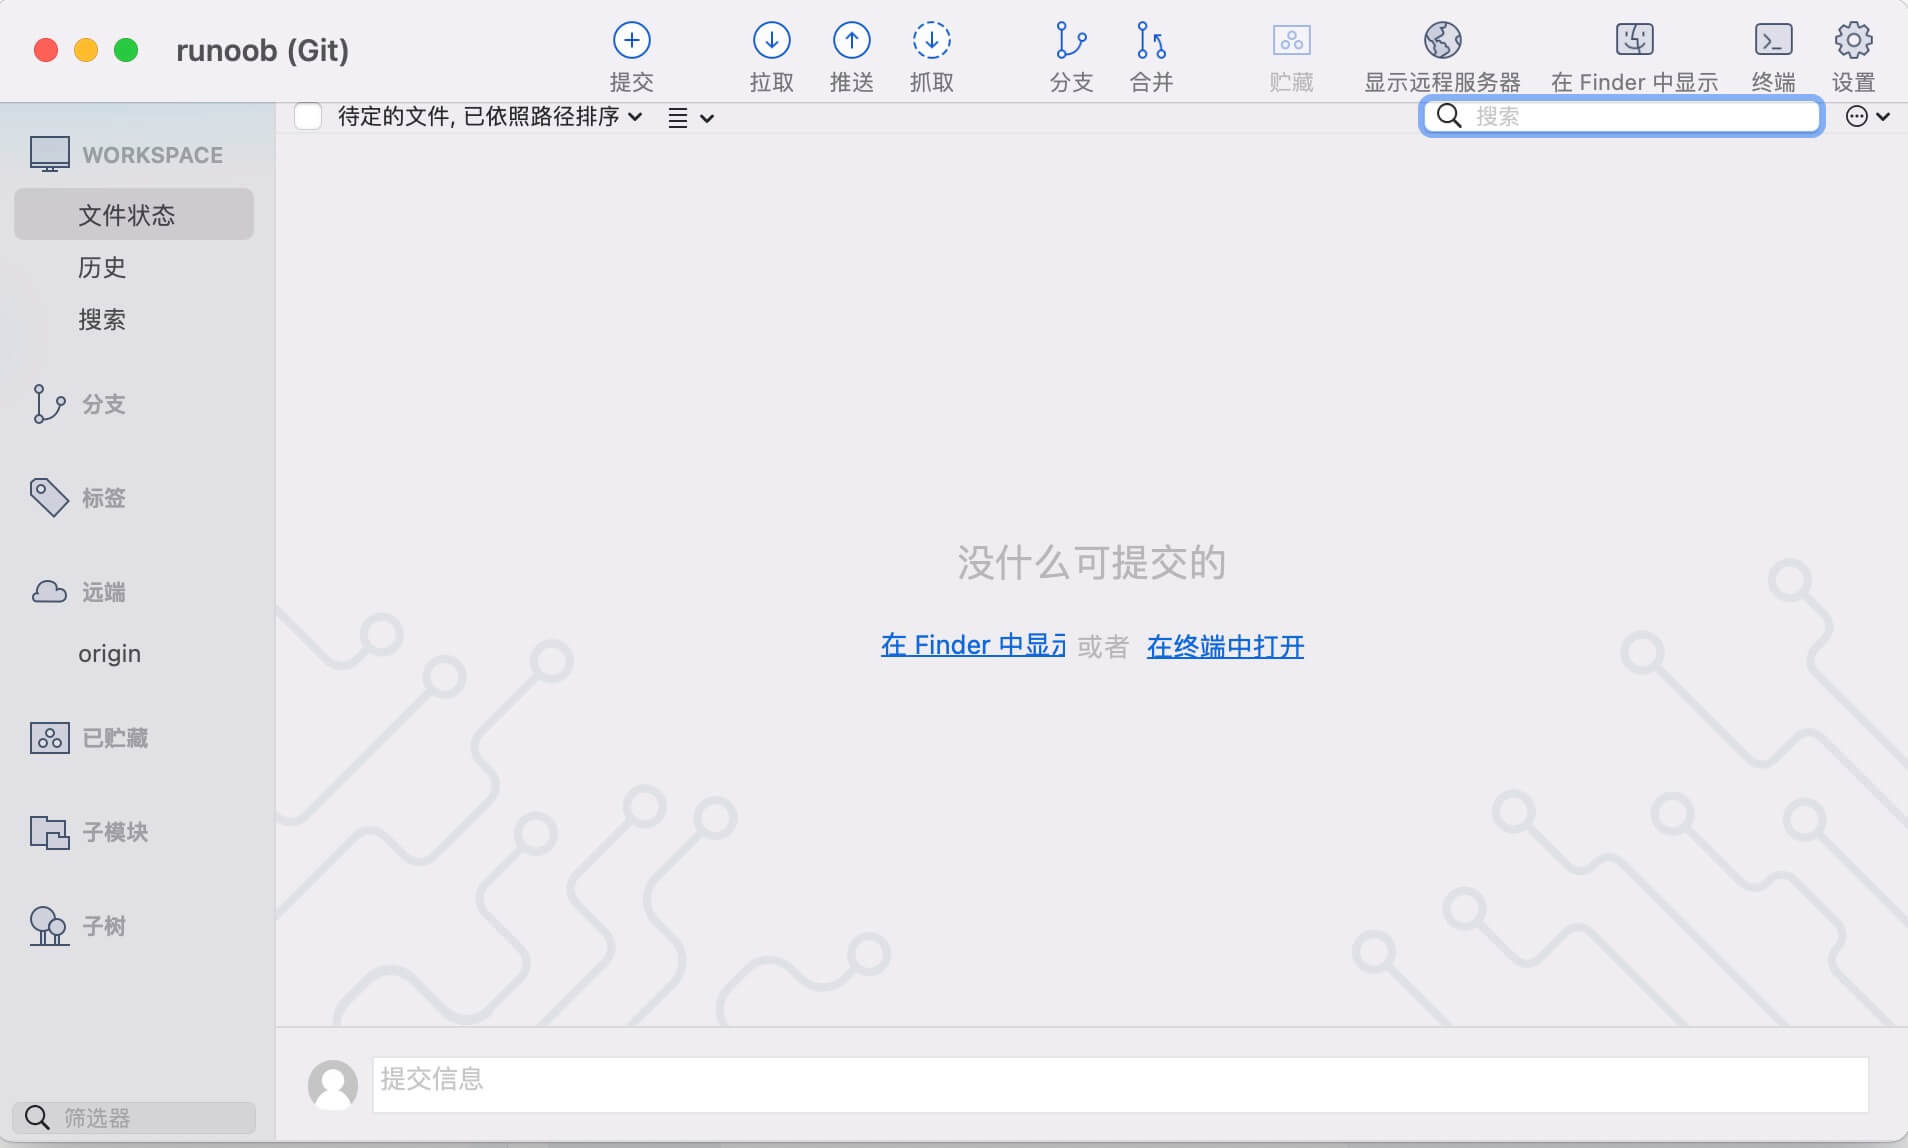 runoob (Git)
提交
拉取
推送
抓取
分支
合并
贮藏
显示远程服务器
在 Finder 中显示
终端
设置
待定的文件, 已依照路径排序
搜索
WORKSPACE
文件状态
历史
搜索
分支
标签
远端
origin
已贮藏
子模块
子树
筛选器
没什么可提交的
在 Finder 中显示 或者 在终端中打开
提交信息